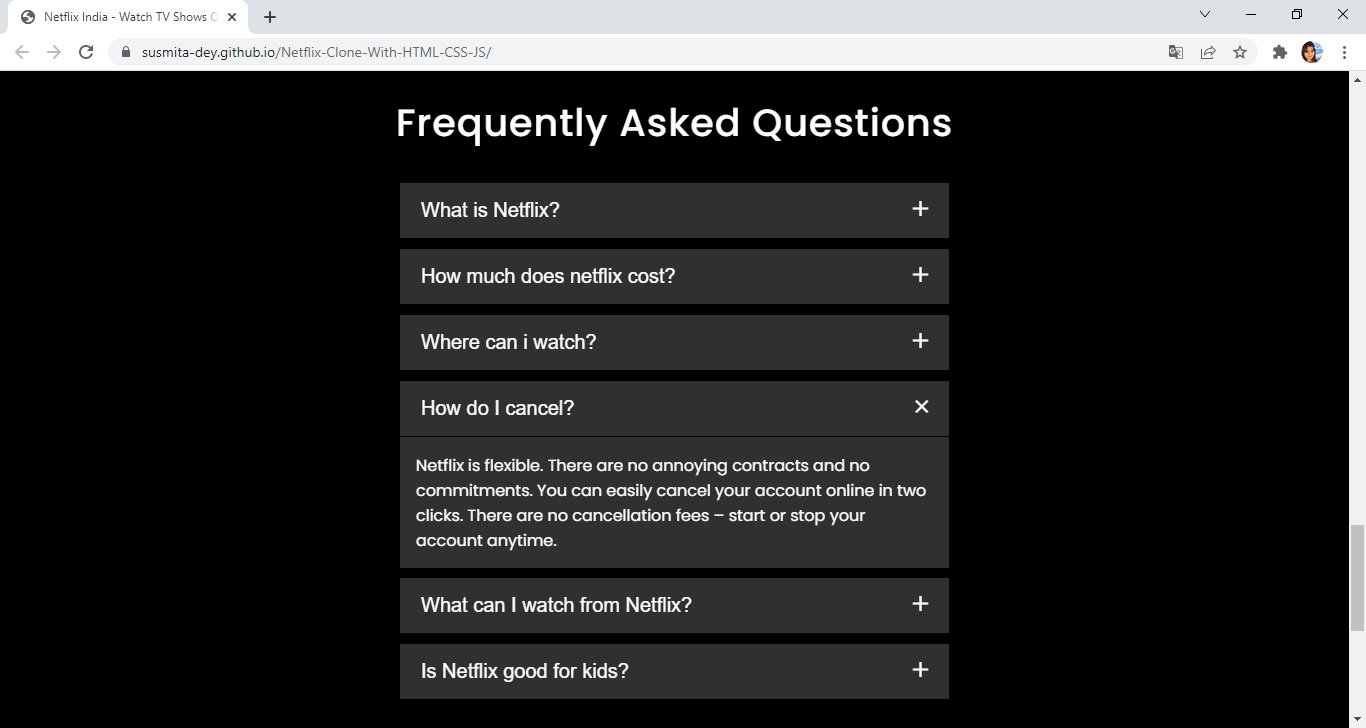 Netflix India - Watch TV Shows O
susmita-dey.github.io/Netflix-Clone-With-HTML-CSS-JS/
Frequently Asked Questions
What is Netflix?
How much does netflix cost?
Where can i watch?
How do I cancel?
Netflix is flexible. There are no annoying contracts and no
commitments. You can easily cancel your account online in two
clicks. There are no cancellation fees – start or stop your
account anytime.
What can I watch from Netflix?
Is Netflix good for kids?